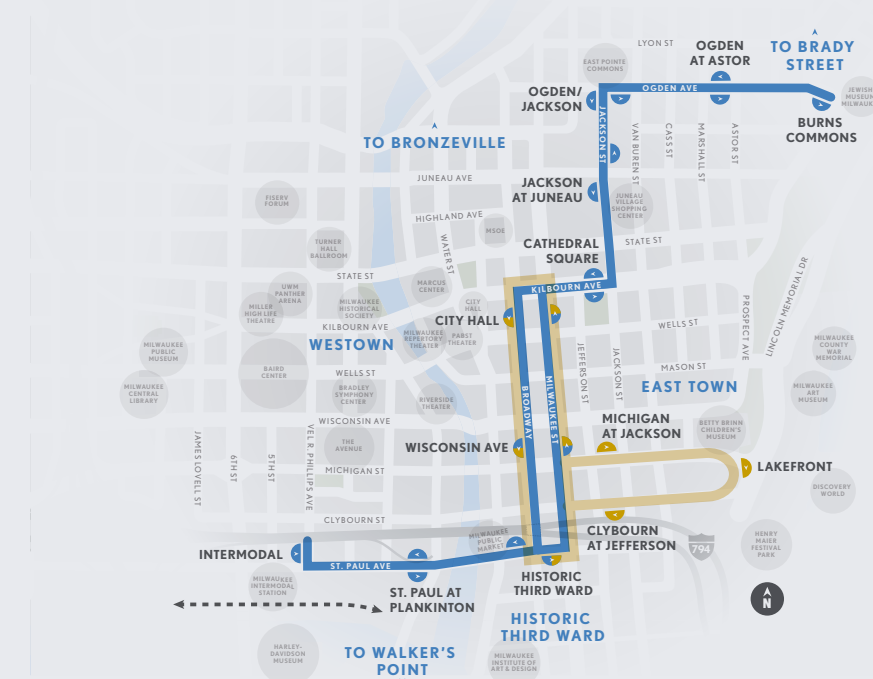 LYON ST
OGDEN
AT ASTOR
TO BRADY
STREET
EAST POINTE
COMMONS
OGDEN AVE
OGDEN/
JACKSON
JEWISH
MUSEUM
MILWAUK
BURNS
COMMONS
JACKSON ST
VAN BUREN ST
CASS ST
MARSHALL ST
ASTOR ST
TO BRONZEVILLE
JUNEAU AVE
JACKSON
AT JUNEAU
JUNEAU
VILLAGE
SHOPPING
CENTER
FISERV
FORUM
HIGHLAND AVE
MSOE
TURNER
HALL
BALLROOM
WATER ST
CATHEDRAL
SQUARE
STATE ST
STATE ST
UWM
PANTHER
ARENA
MARCUS
CENTER
KILBOURN AVE
MILLER
HIGH LIFE
THEATRE
MILWAUKEE
HISTORICAL
SOCIETY
CITY
HALL
CITY HALL
KILBOURN AVE
WESTOWN
MILWAUKEE
REPERTORY
THEATER
PABST
THEATER
WELLS ST
PROSPECT AVE
LINCOLN MEMORIAL DR
MILWAUKEE
PUBLIC
MUSEUM
MILWAUKEE
COUNTY
WAR
MEMORIAL
BAIRD
CENTER
WELLS ST
JEFFERSON ST
JACKSON ST
MASON ST
EAST TOWN
MILWAUKEE
CENTRAL
LIBRARY
BRADLEY
SYMPHONY
CENTER
RIVERSIDE
THEATER
BROADWAY
MILWAUKEE ST
MILWAUKEE
ART
MUSEUM
WISCONSIN AVE
MICHIGAN
AT JACKSON
BETTY BRINN
CHILDREN'S
MUSEUM
THE
AVENUE
WISCONSIN AVE
JAMES LOVELL ST
6TH ST
5TH ST
VEL R. PHILLIPS AVE
MICHIGAN ST
LAKEFRONT
DISCOVERY
WORLD
CLYBOURN ST
CLYBOURN
AT JEFFERSON
MILWAUKEE
PUBLIC
MARKET
794
HENRY
MAIER
FESTIVAL
PARK
INTERMODAL
ST. PAUL AVE
MILWAUKEE
INTERMODAL
STATION
ST. PAUL AT
PLANKINTON
HISTORIC
THIRD WARD
N
HISTORIC
THIRD WARD
HARLEY-
DAVIDSON
MUSEUM
TO WALKER'S
POINT
MILWAUKEE
INSTITUTE OF
ART & DESIGN